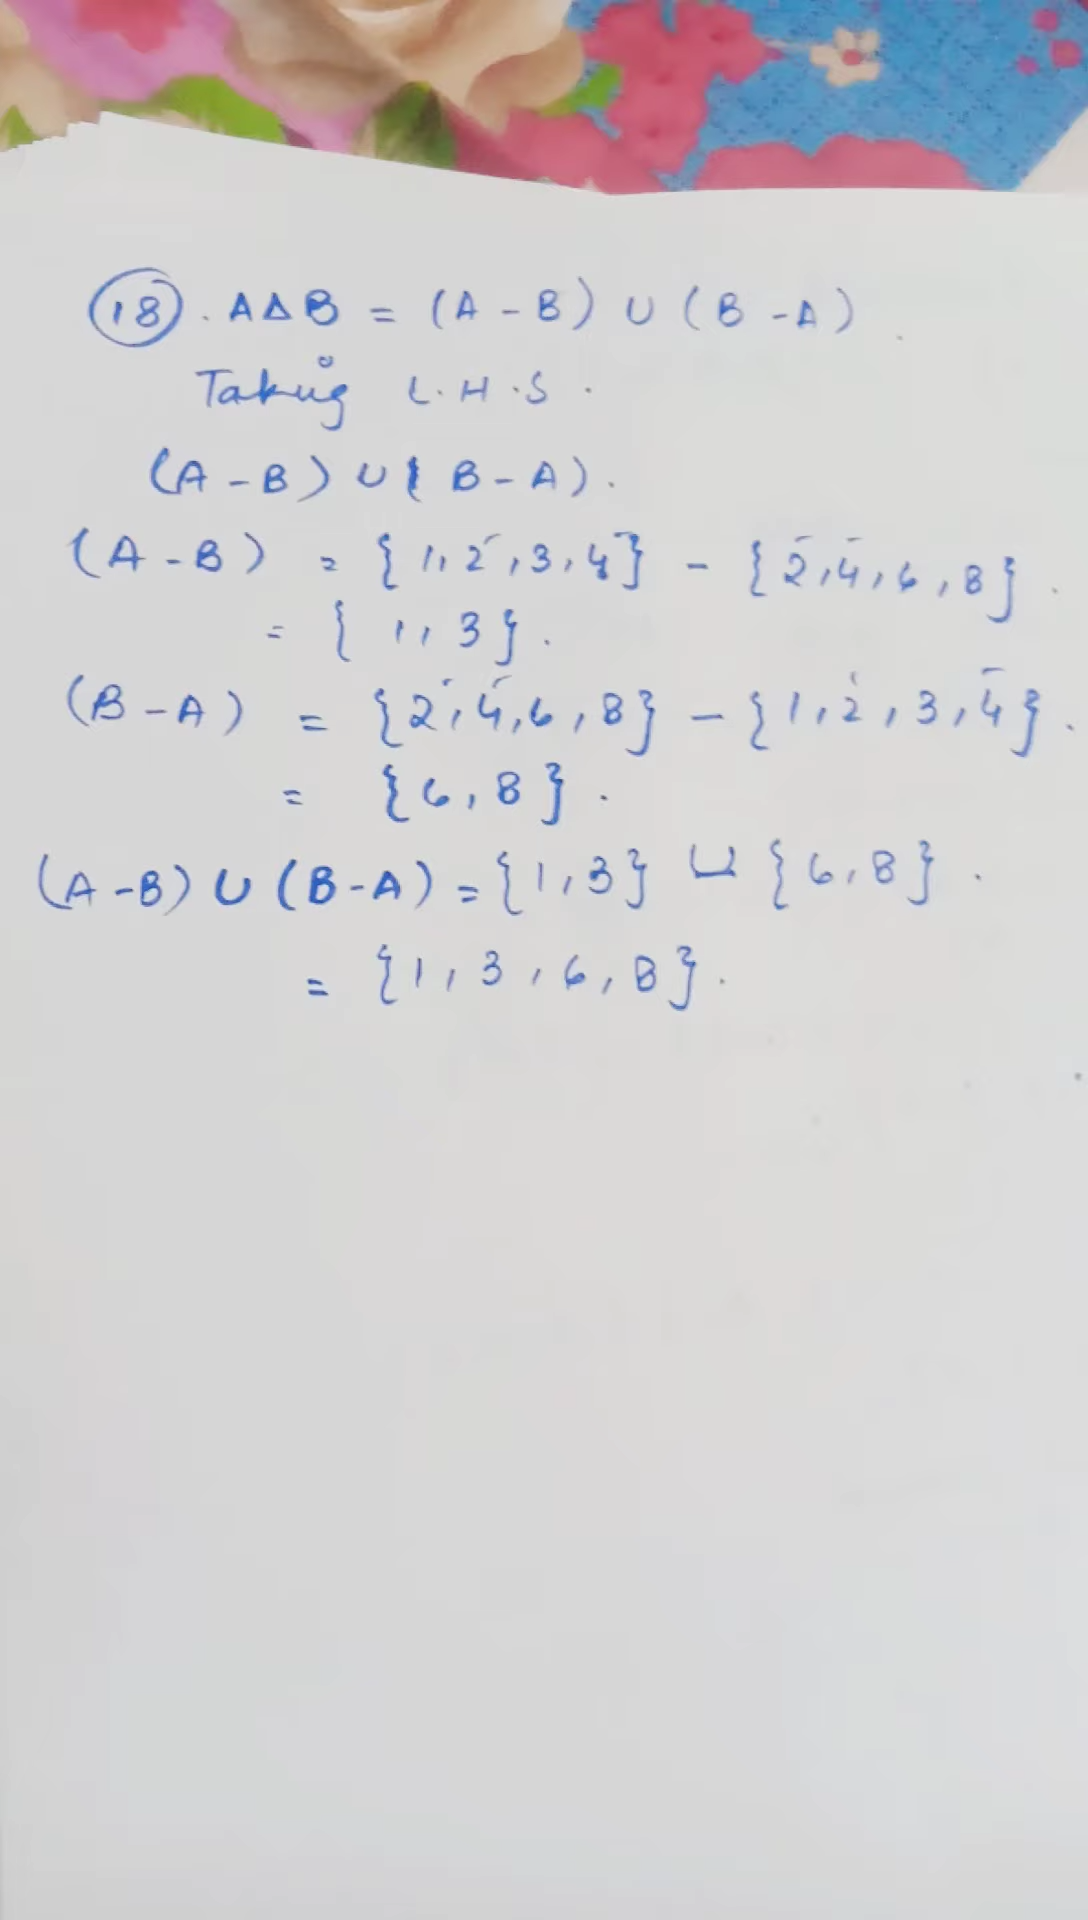 (18). A Δ B = (A - B) ∪ (B - A).
Taking L.H.S.
(A - B) ∪ ( B - A).
(A - B) = { 1, 2, 3, 4} - {2, 4, 6, 8}.
= { 1, 3}.
(B - A) = {2, 4, 6, 8} - {1, 2, 3, 4}.
= {6, 8}.
(A - B) ∪ (B - A) = {1, 3} ∪ {6, 8}.
= {1, 3, 6, 8}.